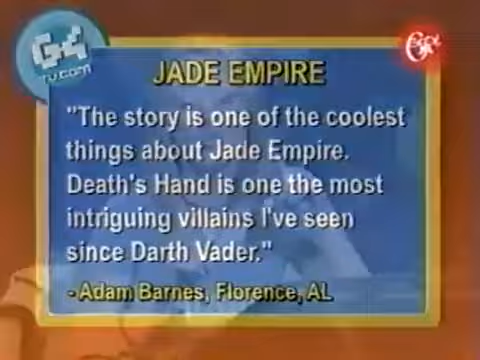 G4
TV.COM
JADE EMPIRE
"The story is one of the coolest
things about Jade Empire.
Death's Hand is one the most
intriguing villains I've seen
since Darth Vader."
- Adam Barnes, Florence, AL